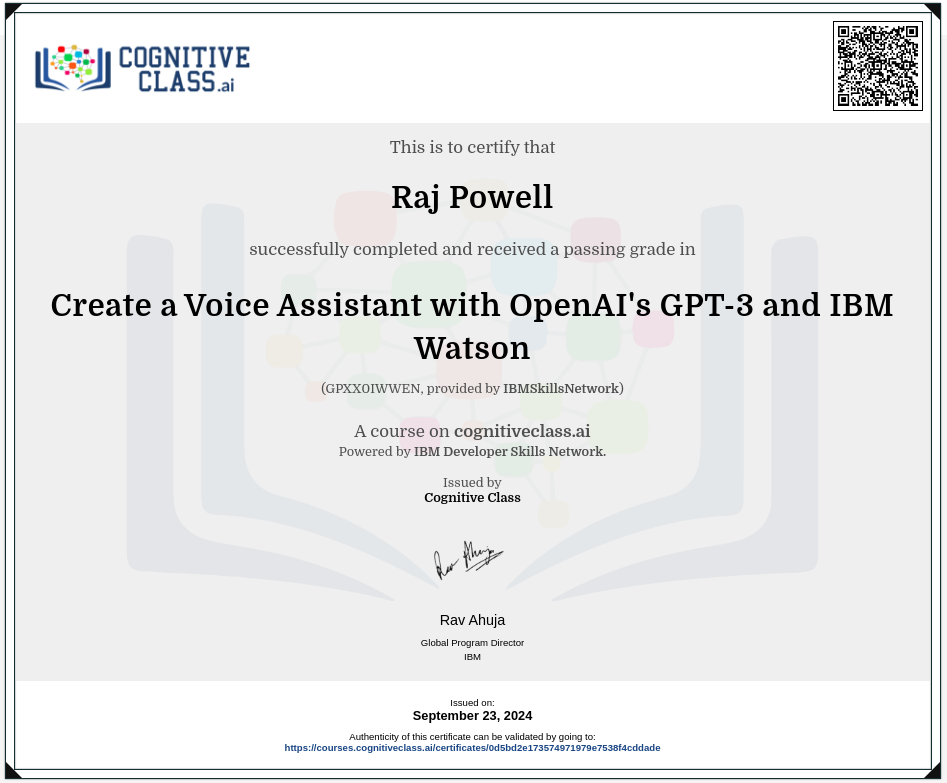 COGNITIVE
CLASS.ai
This is to certify that
Raj Powell
successfully completed and received a passing grade in
Create a Voice Assistant with OpenAI's GPT-3 and IBM
Watson
(GPXX0IWWEN, provided by IBMSkillsNetwork)
A course on cognitiveclass.ai
Powered by IBM Developer Skills Network.
Issued by
Cognitive Class
Rav Ahuja
Rav Ahuja
Global Program Director
IBM
Issued on:
September 23, 2024
Authenticity of this certificate can be validated by going to:
https://courses.cognitiveclass.ai/certificates/0d5bd2e173574971979e7538f4cddade